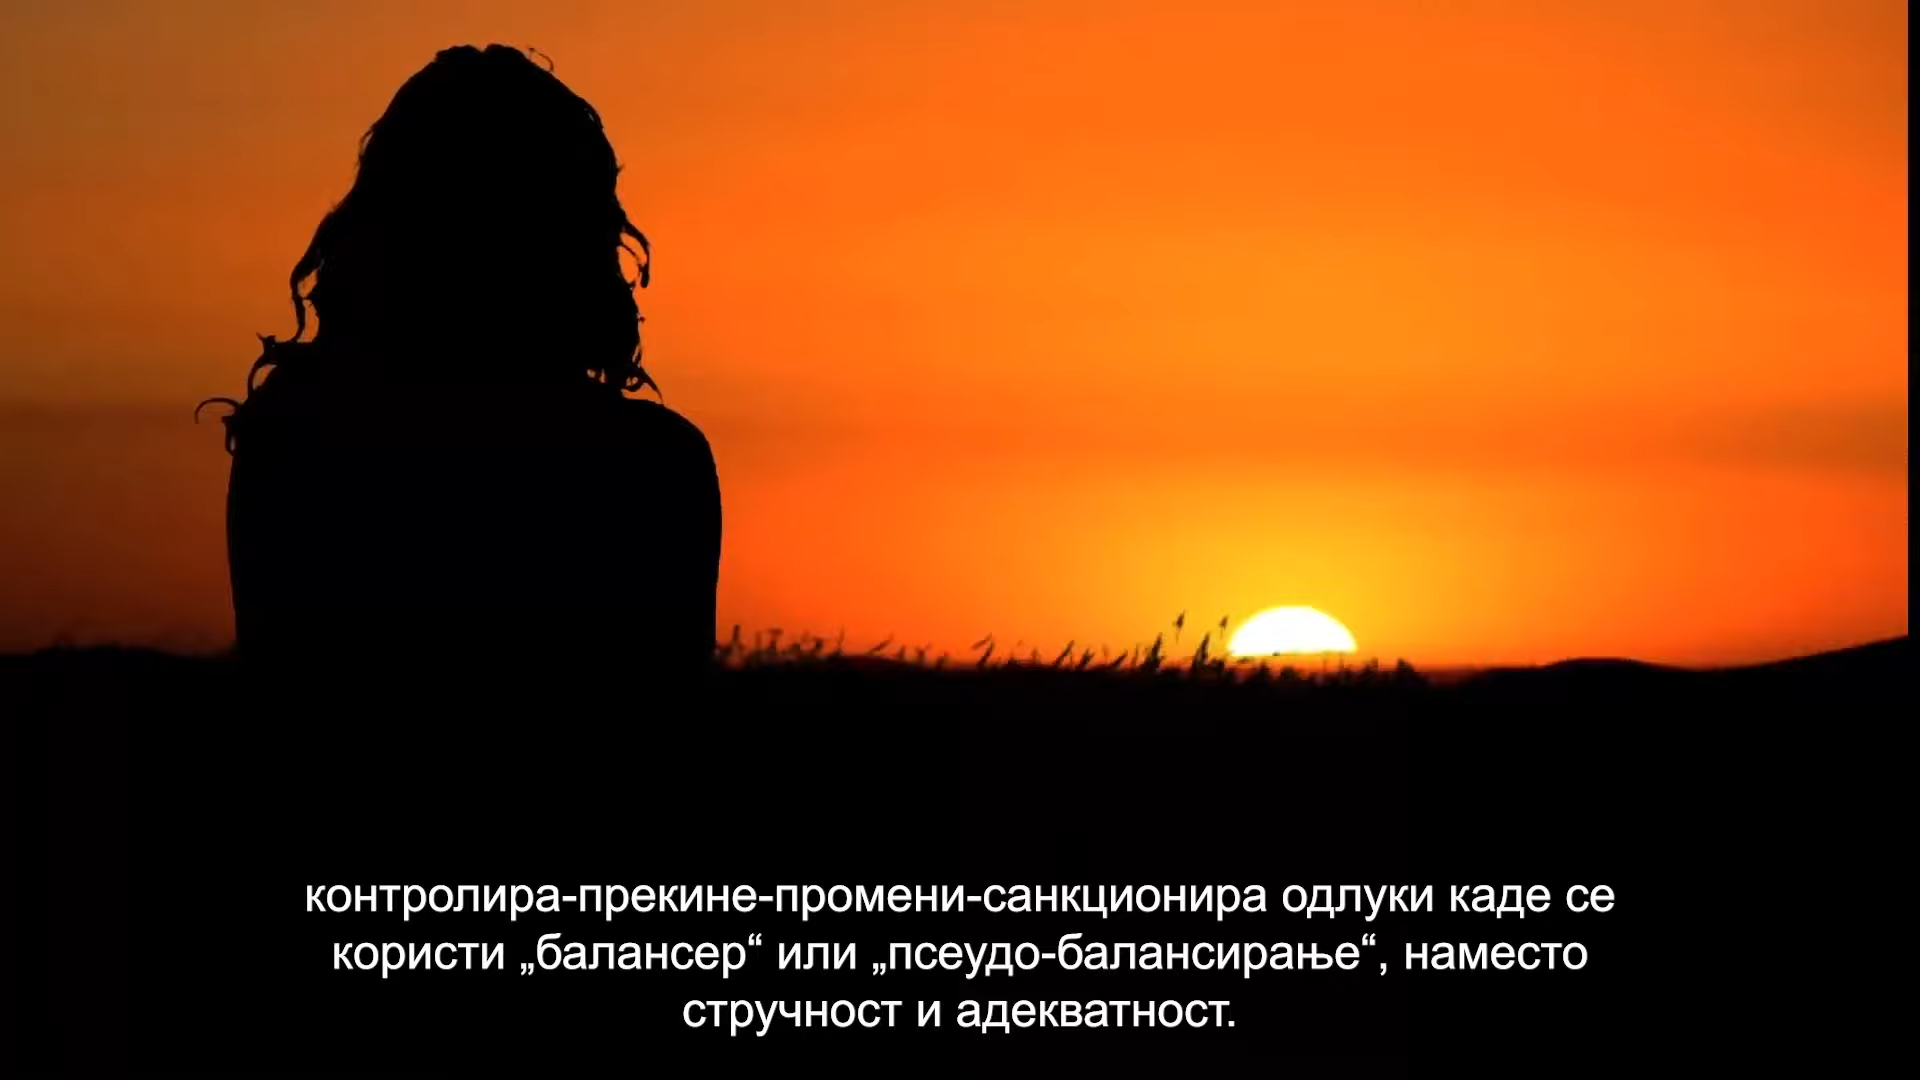 контролира-прекине-промени-санкционира одлуки каде се
користи „балансер“ или „псеудо-балансирање“, наместо
стручност и адекватност.